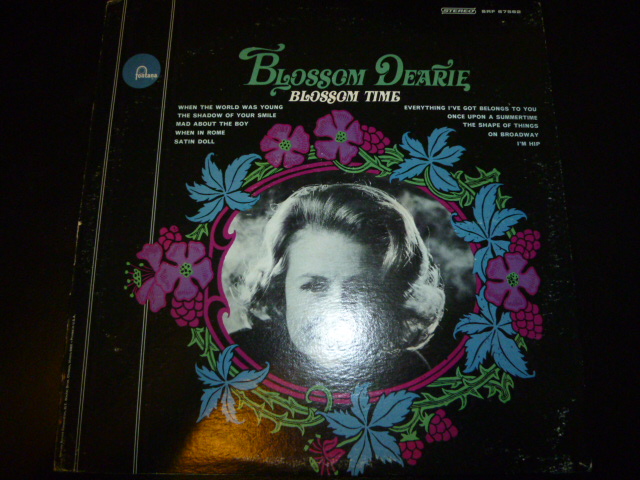 STEREO SRF 67562
fontana
BLOSSOM DEARIE
BLOSSOM TIME
WHEN THE WORLD WAS YOUNG
THE SHADOW OF YOUR SMILE
MAD ABOUT THE BOY
WHEN IN ROME
SATIN DOLL
EVERYTHING I'VE GOT BELONGS TO YOU
ONCE UPON A SUMMERTIME
THE SHAPE OF THINGS
ON BROADWAY
I'M HIP